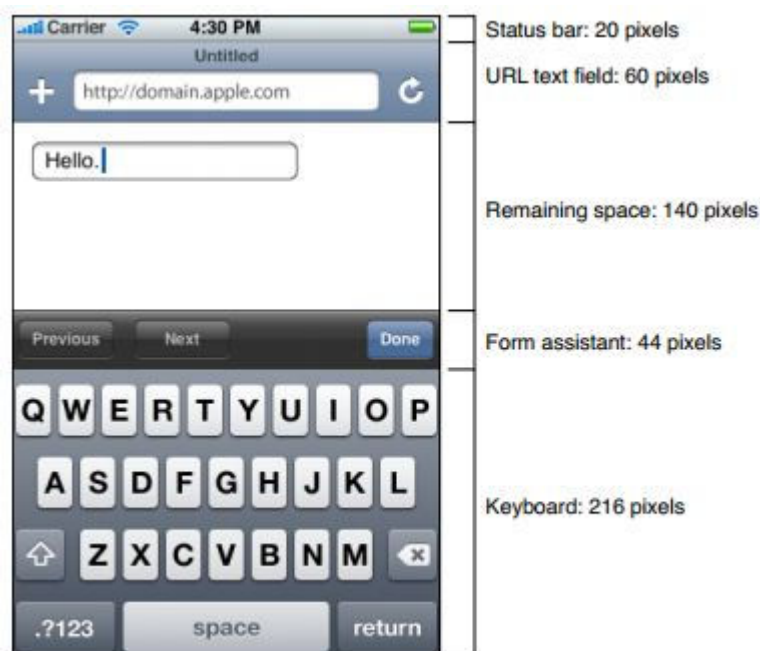 Carrier 4:30 PM
Status bar: 20 pixels
Untitled
URL text field: 60 pixels
http://domain.apple.com
Hello.
Remaining space: 140 pixels
Previous Next Done
Form assistant: 44 pixels
Q W E R T Y U I O P
A S D F G H J K L
Keyboard: 216 pixels
Z X C V B N M
.?123 space return